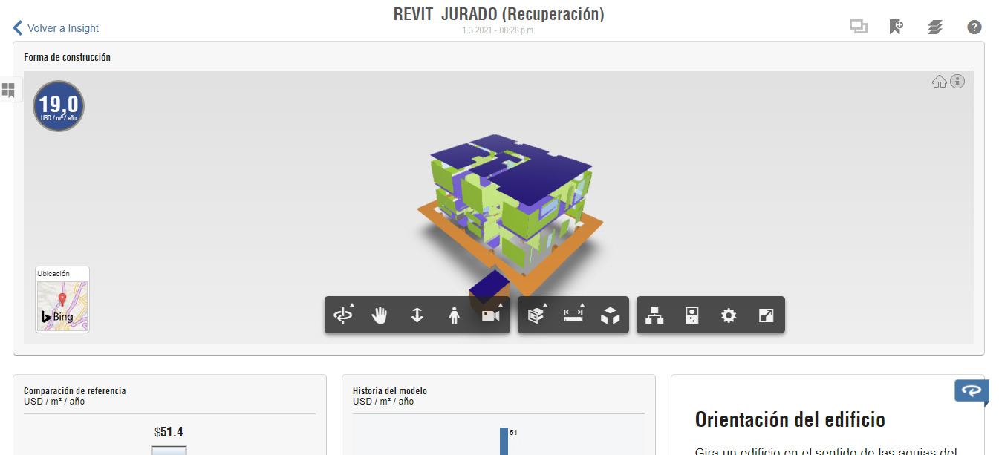 REVIT_JURADO (Recuperación)
1.3.2021 - 08:28 p.m.
Volver a Insight
Forma de construcción
19,0
USD / m² / año
Ubicación
Bing
Comparación de referencia
USD / m² / año
$51.4
Historia del modelo
USD / m² / año
51
Orientación del edificio
Gira un edificio en el sentido de las agujas del